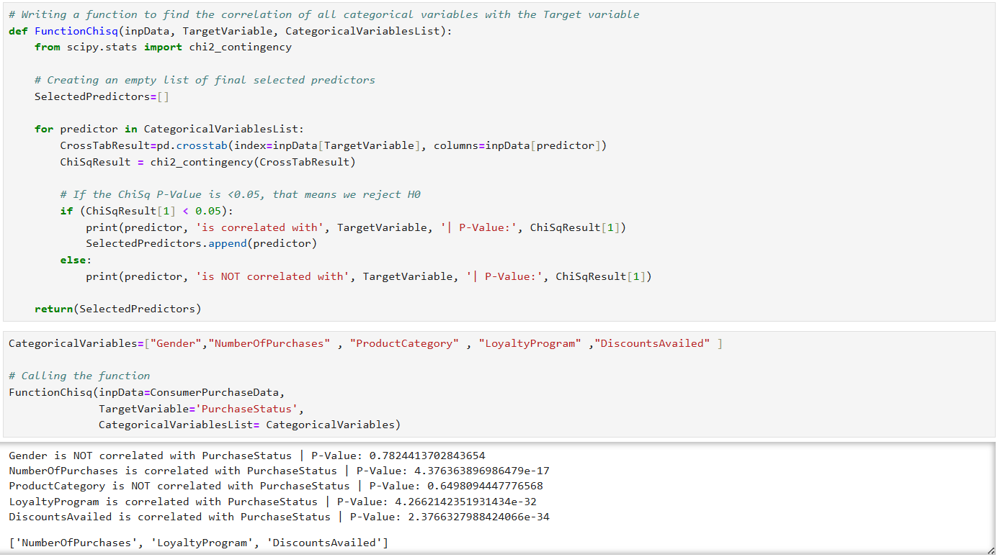 # Writing a function to find the correlation of all categorical variables with the Target variable
def FunctionChisq(inpData, TargetVariable, CategoricalVariablesList):
    from scipy.stats import chi2_contingency

    # Creating an empty list of final selected predictors
    SelectedPredictors=[]

    for predictor in CategoricalVariablesList:
        CrossTabResult=pd.crosstab(index=inpData[TargetVariable], columns=inpData[predictor])
        ChiSqResult = chi2_contingency(CrossTabResult)

        # If the ChiSq P-Value is <0.05, that means we reject H0
        if (ChiSqResult[1] < 0.05):
            print(predictor, 'is correlated with', TargetVariable, '| P-Value:', ChiSqResult[1])
            SelectedPredictors.append(predictor)
        else:
            print(predictor, 'is NOT correlated with', TargetVariable, '| P-Value:', ChiSqResult[1])

    return(SelectedPredictors)

CategoricalVariables=["Gender","NumberOfPurchases" , "ProductCategory" , "LoyaltyProgram" ,"DiscountsAvailed" ]

# Calling the function
FunctionChisq(inpData=ConsumerPurchaseData,
              TargetVariable='PurchaseStatus',
              CategoricalVariablesList= CategoricalVariables)

Gender is NOT correlated with PurchaseStatus | P-Value: 0.7824413702843654
NumberOfPurchases is correlated with PurchaseStatus | P-Value: 4.376363896986479e-17
ProductCategory is NOT correlated with PurchaseStatus | P-Value: 0.6498094447776568
LoyaltyProgram is correlated with PurchaseStatus | P-Value: 4.2662142351931434e-32
DiscountsAvailed is correlated with PurchaseStatus | P-Value: 2.3766327988424066e-34

['NumberOfPurchases', 'LoyaltyProgram', 'DiscountsAvailed']